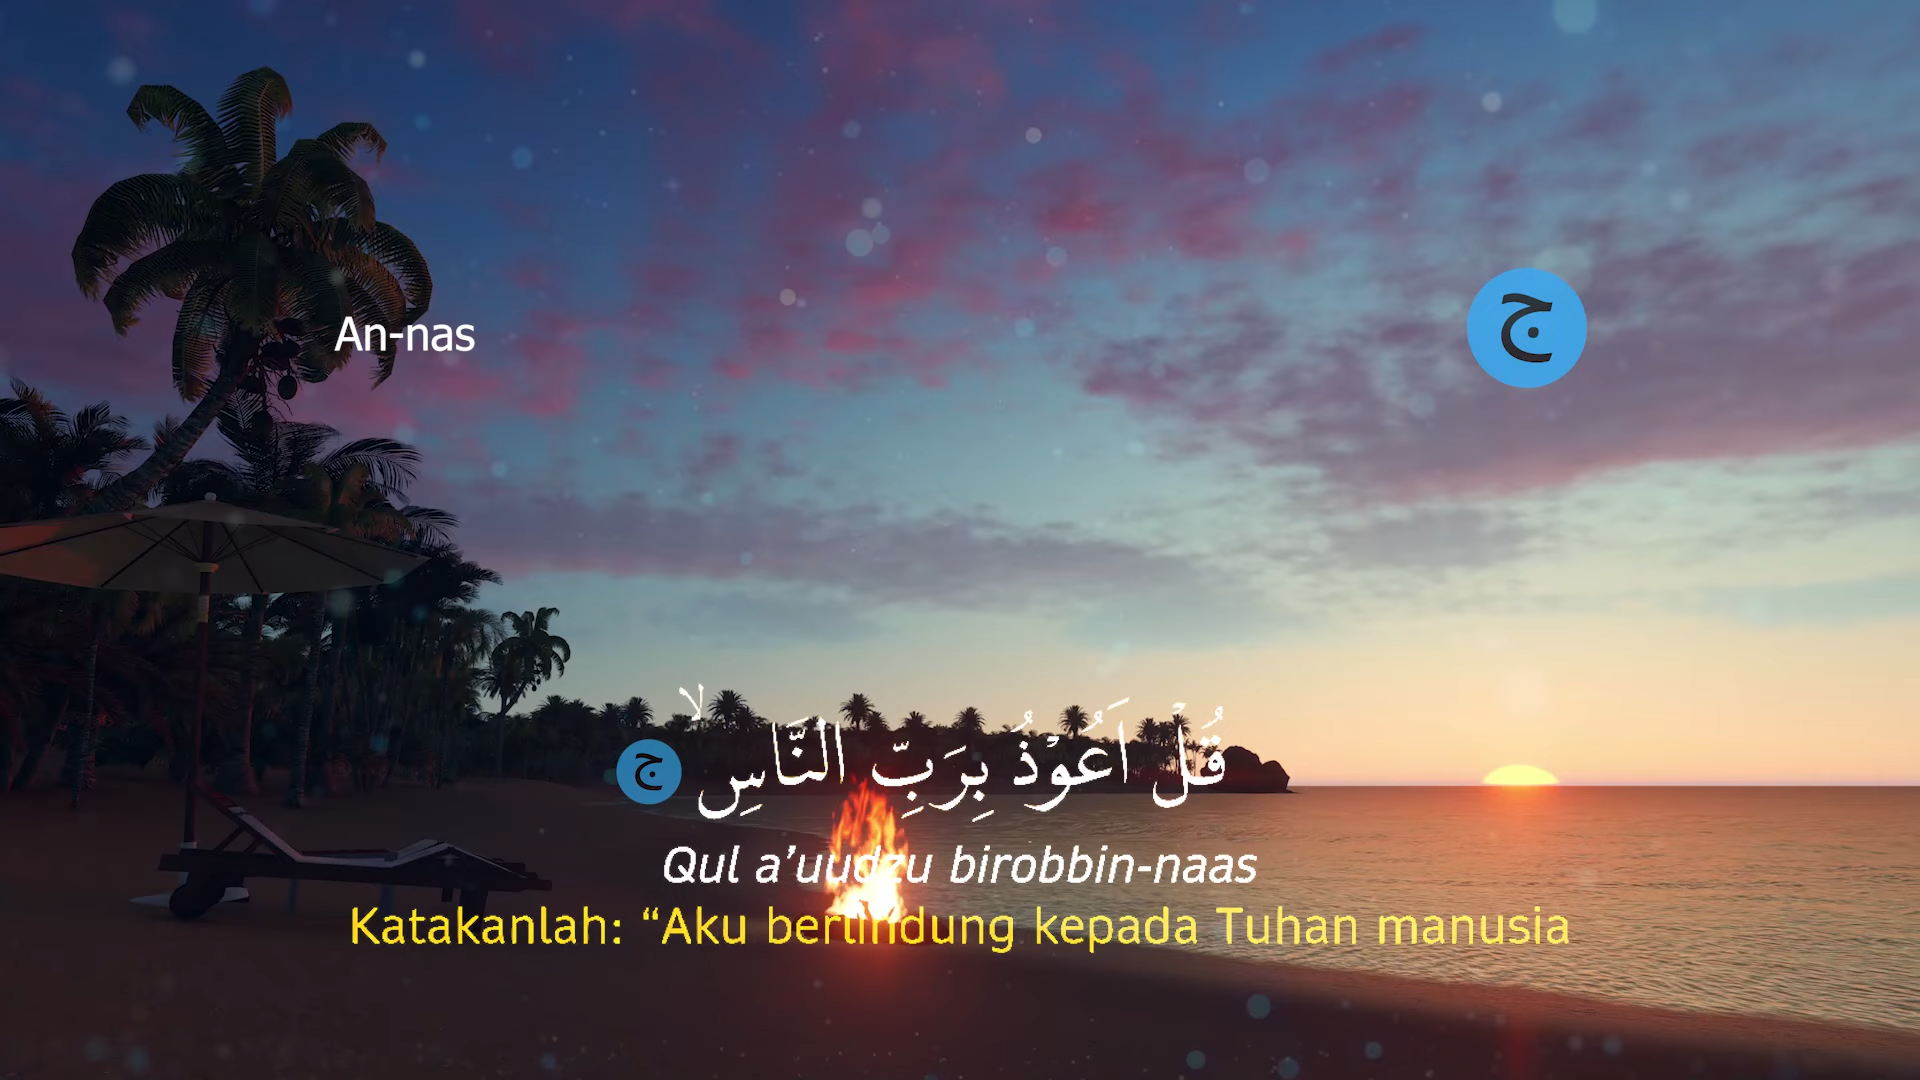 An-nas
ج
قُلْ اَعُوْذُ بِرَبِّ النَّاسِۙ ج
Qul a’uudzu birobbin-naas
Katakanlah: “Aku berlindung kepada Tuhan manusia